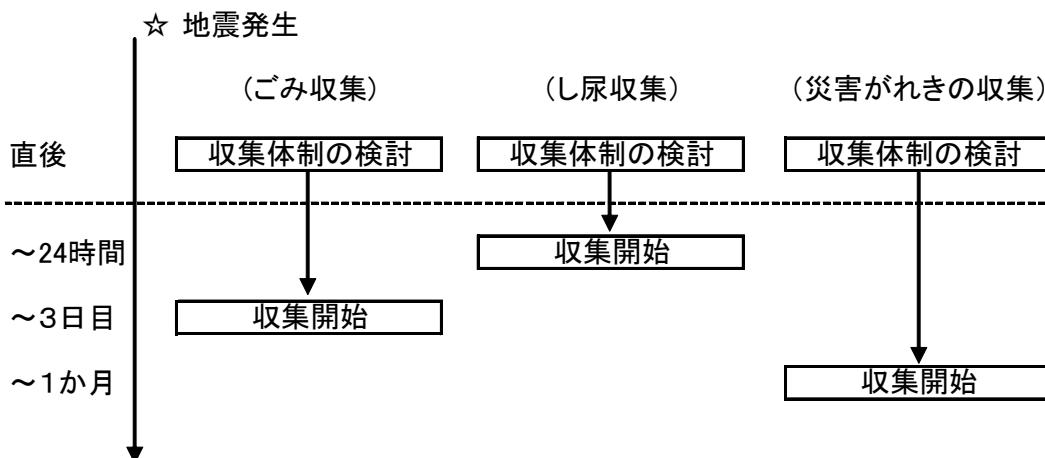 ☆ 地震発生
(ごみ収集) (し尿収集) (災害がれきの収集)
直後 収集体制の検討 収集体制の検討 収集体制の検討
～24時間 収集開始
～3日目 収集開始
～1か月 収集開始